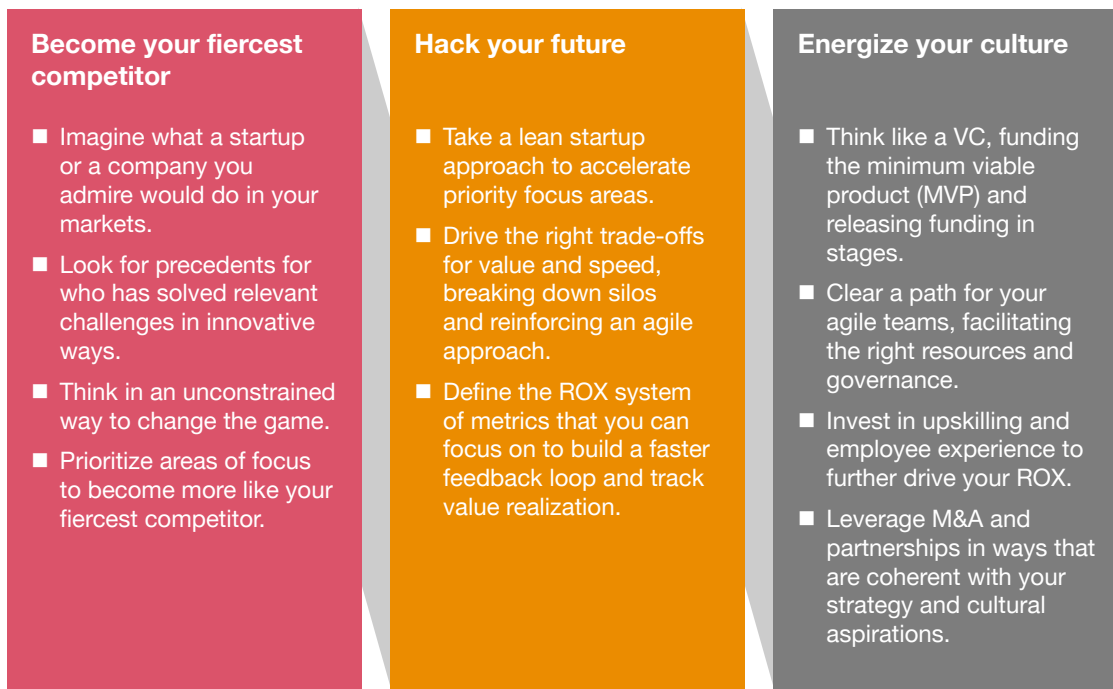 Become your fiercest
competitor
Imagine what a startup
or a company you
admire would do in your
markets.
Look for precedents for
who has solved relevant
challenges in innovative
ways.
Think in an unconstrained
way to change the game.
Prioritize areas of focus
to become more like your
fiercest competitor.
Hack your future
Take a lean startup
approach to accelerate
priority focus areas.
Drive the right trade-offs
for value and speed,
breaking down silos
and reinforcing an agile
approach.
Define the ROX system
of metrics that you can
focus on to build a faster
feedback loop and track
value realization.
Energize your culture
Think like a VC, funding
the minimum viable
product (MVP) and
releasing funding in
stages.
Clear a path for your
agile teams, facilitating
the right resources and
governance.
Invest in upskilling and
employee experience to
further drive your ROX.
Leverage M&A and
partnerships in ways that
are coherent with your
strategy and cultural
aspirations.